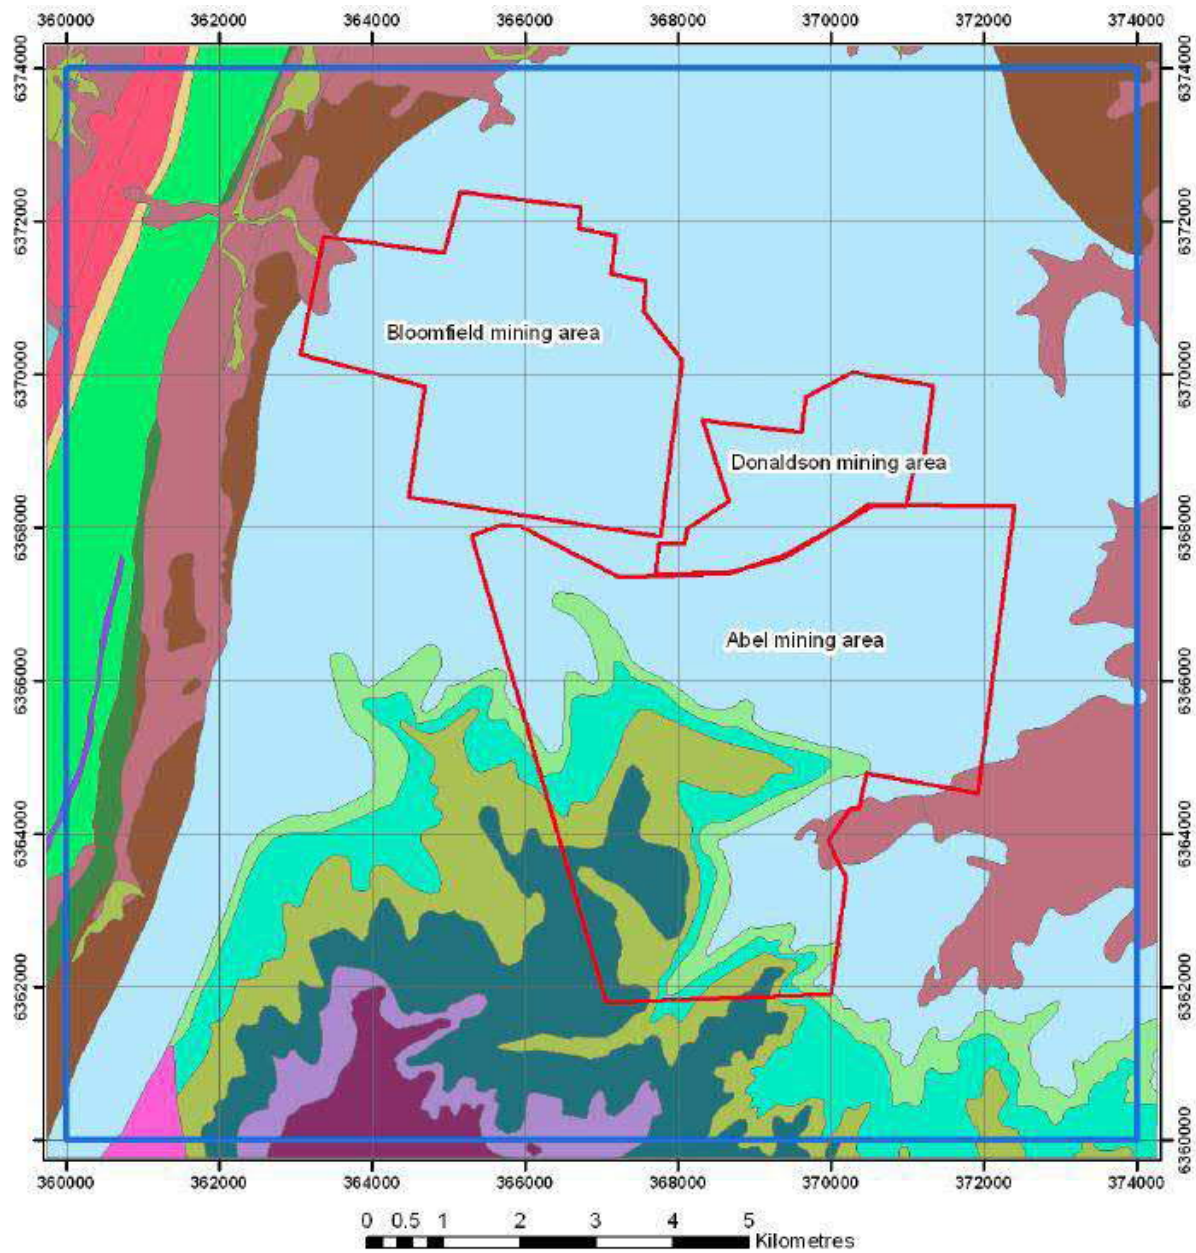 360000 362000 364000 366000 368000 370000 372000 374000
6374000 6374000
6372000 6372000
Bloomfield mining area
6370000 6370000
Donaldson mining area
6368000 6368000
Abel mining area
6366000 6366000
6364000 6364000
6362000 6362000
6360000 6360000
360000 362000 364000 366000 368000 370000 372000 374000
0 0.5 1 2 3 4 5
Kilometres